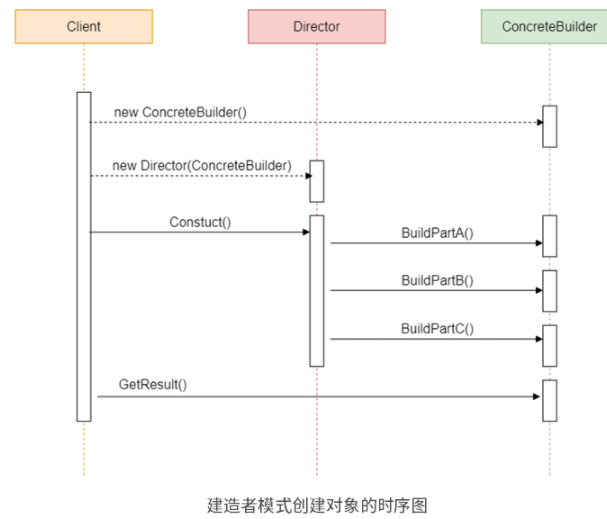 Client Director ConcreteBuilder
new ConcreteBuilder()
new Director(ConcreteBuilder)
Constuct()
BuildPartA()
BuildPartB()
BuildPartC()
GetResult()
建造者模式创建对象的时序图